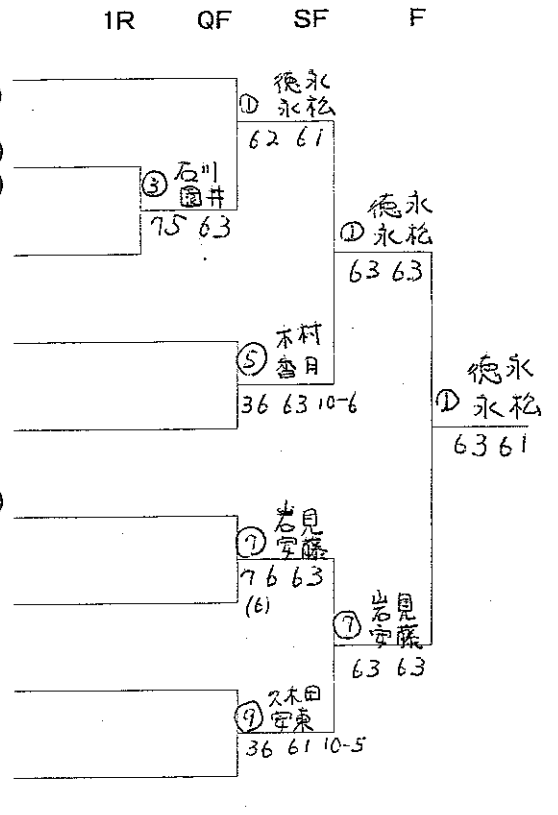 1R QF SF F
徳永
① 永松
62 61
③ 石川
井
75 63
徳永
① 永松
63 63
木村
⑤ 香月
36 63 10-6
徳永
① 永松
63 61
岩見
⑦ 安藤
76 63
(6)
岩見
⑦ 安藤
63 63
久木田
⑨ 安東
36 61 10-5